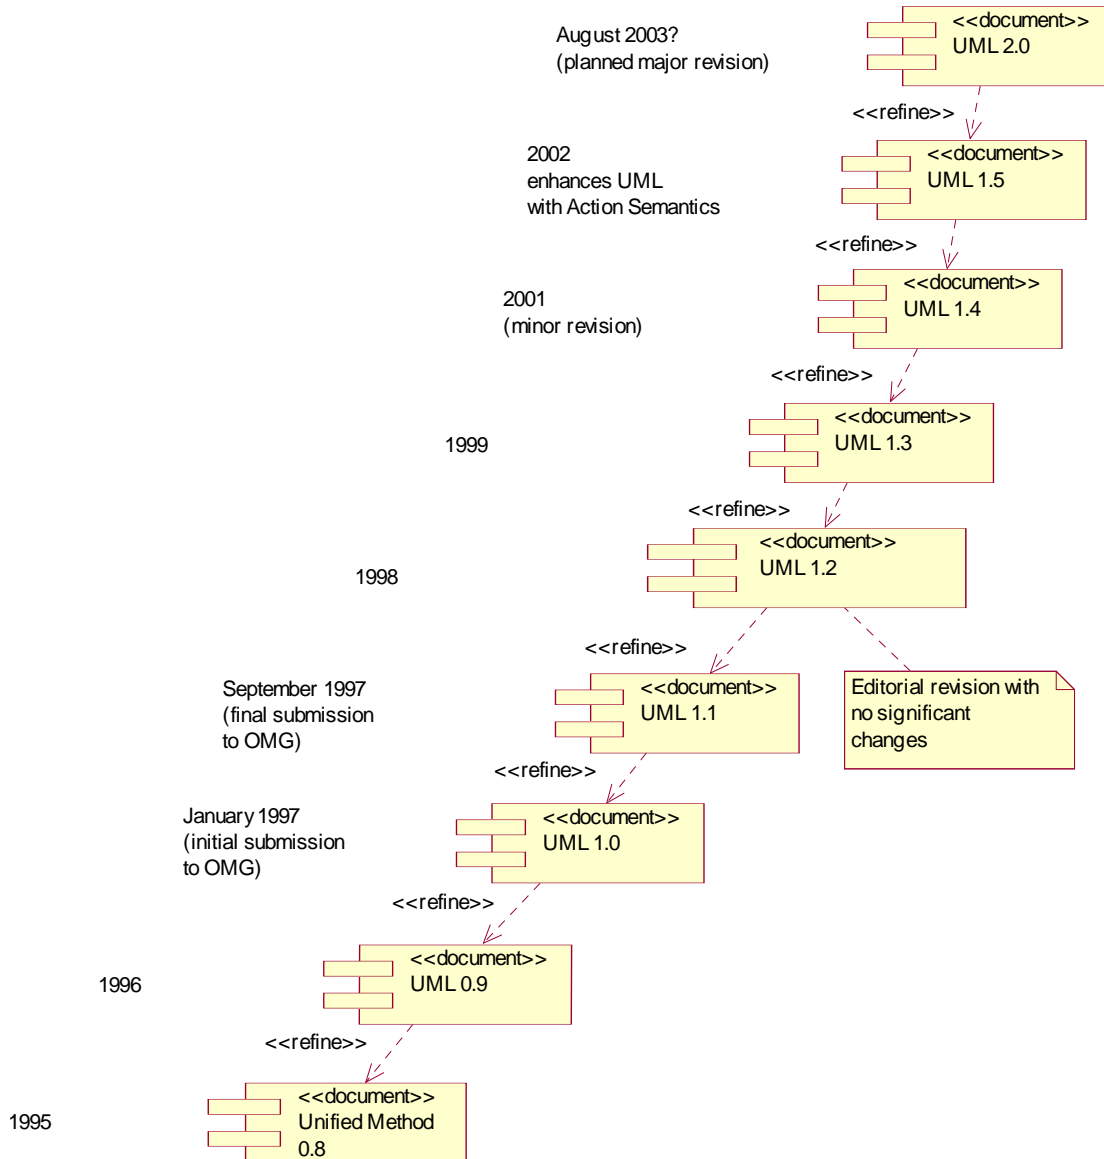 August 2003?
(planned major revision)
<<document>>
UML 2.0
<<refine>>
2002
enhances UML
with Action Semantics
<<document>>
UML 1.5
<<refine>>
2001
(minor revision)
<<document>>
UML 1.4
<<refine>>
1999
<<document>>
UML 1.3
<<refine>>
1998
<<document>>
UML 1.2
<<refine>>
September 1997
(final submission
to OMG)
<<document>>
UML 1.1
Editorial revision with
no significant
changes
<<refine>>
January 1997
(initial submission
to OMG)
<<document>>
UML 1.0
<<refine>>
1996
<<document>>
UML 0.9
<<refine>>
1995
<<document>>
Unified Method
0.8